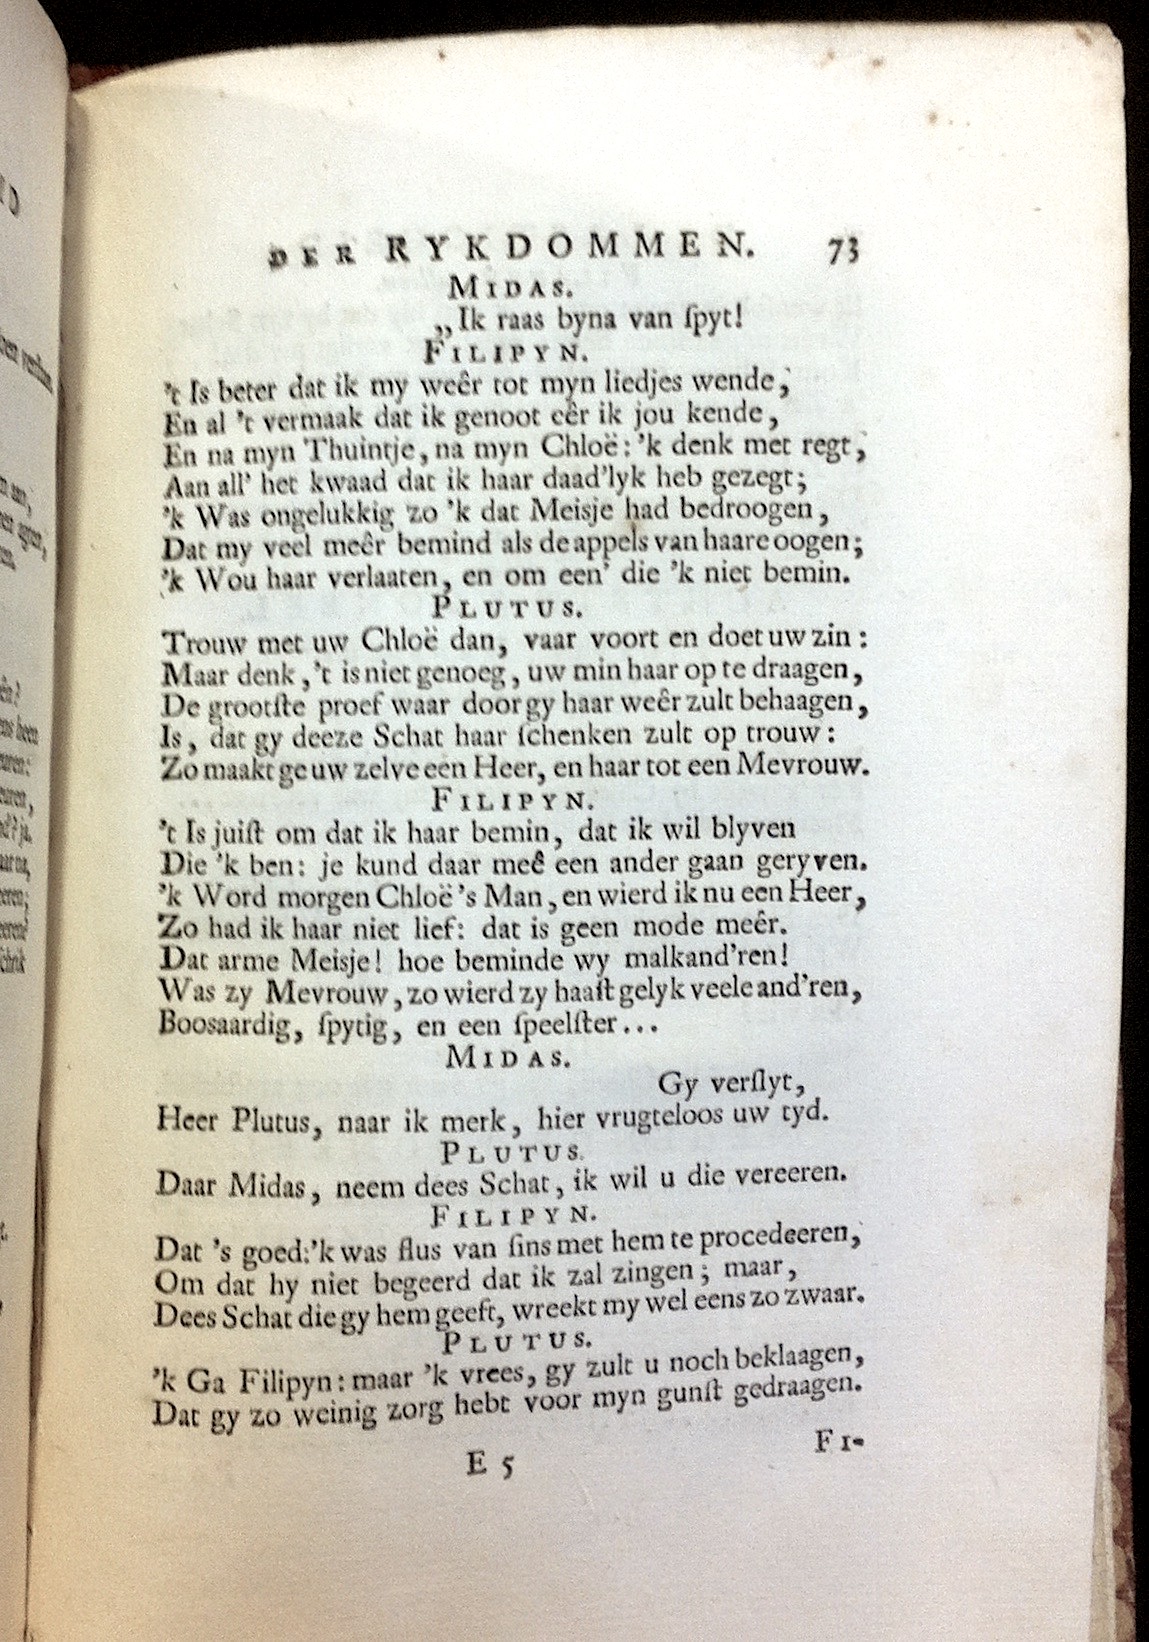 DER RYKDOMMEN. 73
MIDAS.
„Ik raas byna van ſpyt!
FILIPYN.
't Is beter dat ik my weêr tot myn liedjes wende,
En al 't vermaak dat ik genoot eêr ik jou kende,
En na myn Thuintje, na myn Chloë: 'k denk met regt,
Aan all' het kwaad dat ik haar daad'lyk heb gezegt;
'k Was ongelukkig zo 'k dat Meisje had bedroogen,
Dat my veel meêr bemind als de appels van haare oogen;
'k Wou haar verlaaten, en om een' die 'k niet bemin.
PLUTUS.
Trouw met uw Chloë dan, vaar voort en doet uw zin:
Maar denk, 't is niet genoeg, uw min haar op te draagen,
De grootſte proef waar door gy haar weêr zult behaagen,
Is, dat gy deeze Schat haar ſchenken zult op trouw:
Zo maakt ge uw zelve een Heer, en haar tot een Mevrouw.
FILIPYN.
't Is juiſt om dat ik haar bemin, dat ik wil blyven
Die 'k ben: je kund daar meê een ander gaan geryven.
'k Word morgen Chloë's Man, en wierd ik nu een Heer,
Zo had ik haar niet lief: dat is geen mode meêr.
Dat arme Meisje! hoe beminde wy malkand'ren!
Was zy Mevrouw, zo wierd zy haaſt gelyk veele and'ren,
Boosaardig, ſpytig, en een ſpeelſter...
MIDAS.
Gy verſlyt,
Heer Plutus, naar ik merk, hier vrugteloos uw tyd.
PLUTUS.
Daar Midas, neem dees Schat, ik wil u die vereeren.
FILIPYN.
Dat 's goed: 'k was flus van ſins met hem te procedeeren,
Om dat hy niet begeerd dat ik zal zingen; maar,
Dees Schat die gy hem geeft, wreekt my wel eens zo zwaar.
PLUTUS.
'k Ga Filipyn: maar 'k vrees, gy zult u noch beklaagen,
Dat gy zo weinig zorg hebt voor myn gunſt gedraagen.
E 5 FI-